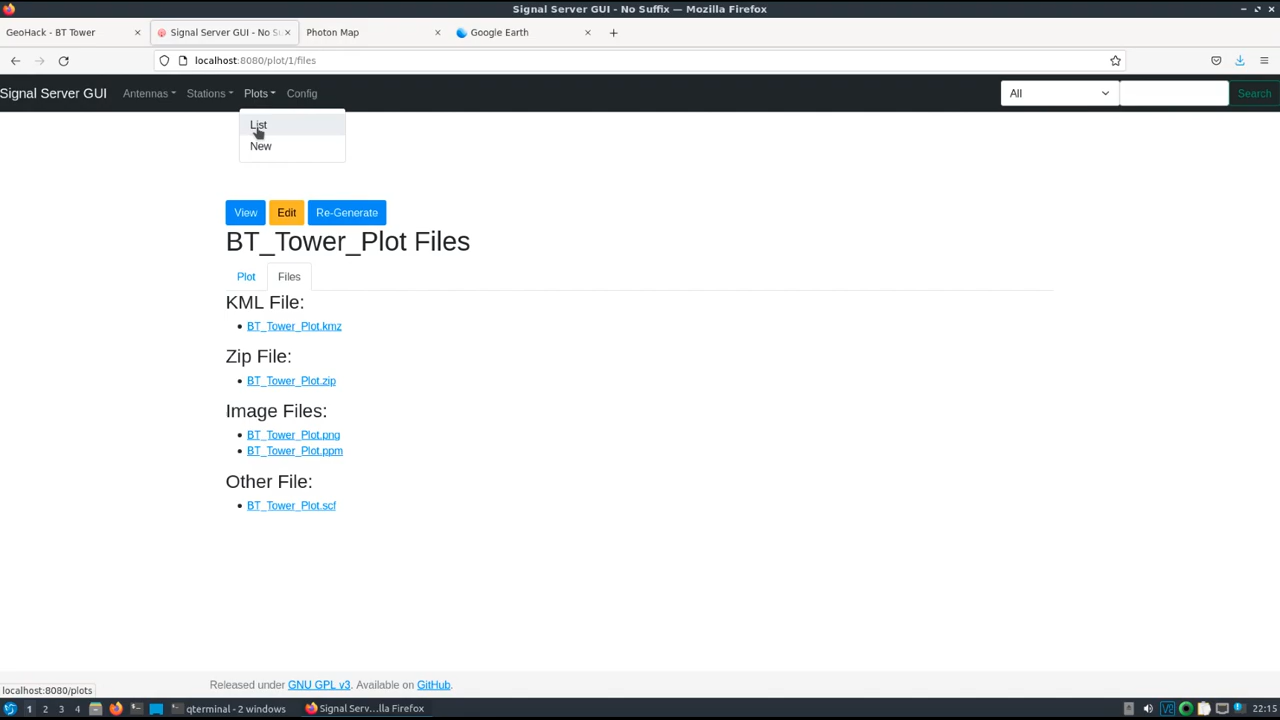 Signal Server GUI - No Suffix — Mozilla Firefox
GeoHack - BT Tower
Signal Server GUI - No S
Photon Map
Google Earth
localhost:8080/plot/1/files
Signal Server GUI
Antennas
Stations
Plots
Config
All
Search
List
New
View
Edit
Re-Generate
BT_Tower_Plot Files
Plot
Files
KML File:
BT_Tower_Plot.kmz
Zip File:
BT_Tower_Plot.zip
Image Files:
BT_Tower_Plot.png
BT_Tower_Plot.ppm
Other File:
BT_Tower_Plot.scf
Released under GNU GPL v3. Available on GitHub.
localhost:8080/plots
1 2 3 4
qterminal - 2 windows
Signal Serv...lla Firefox
22:15